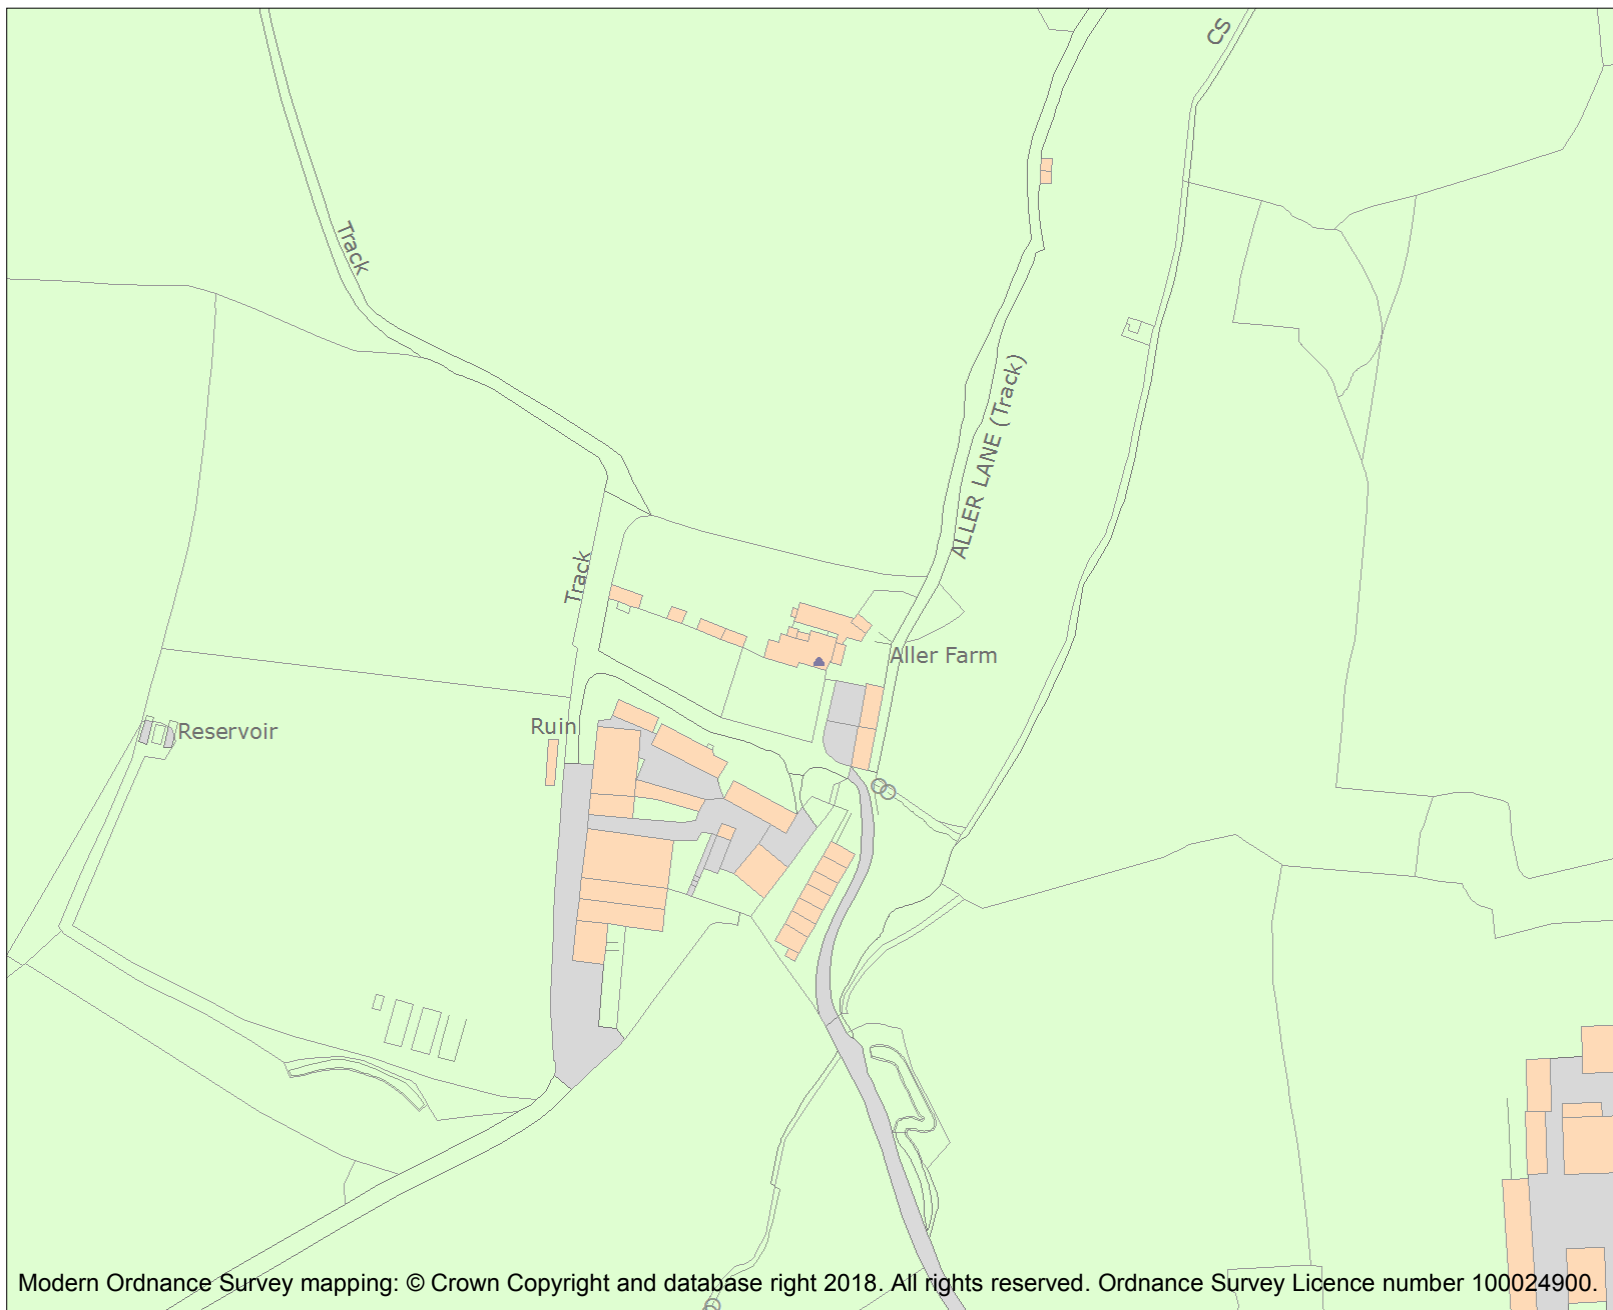 CS
Track
ALLER LANE (Track)
Track
Aller Farm
Ruin
Reservoir
Modern Ordnance Survey mapping: © Crown Copyright and database right 2018. All rights reserved. Ordnance Survey Licence number 100024900.